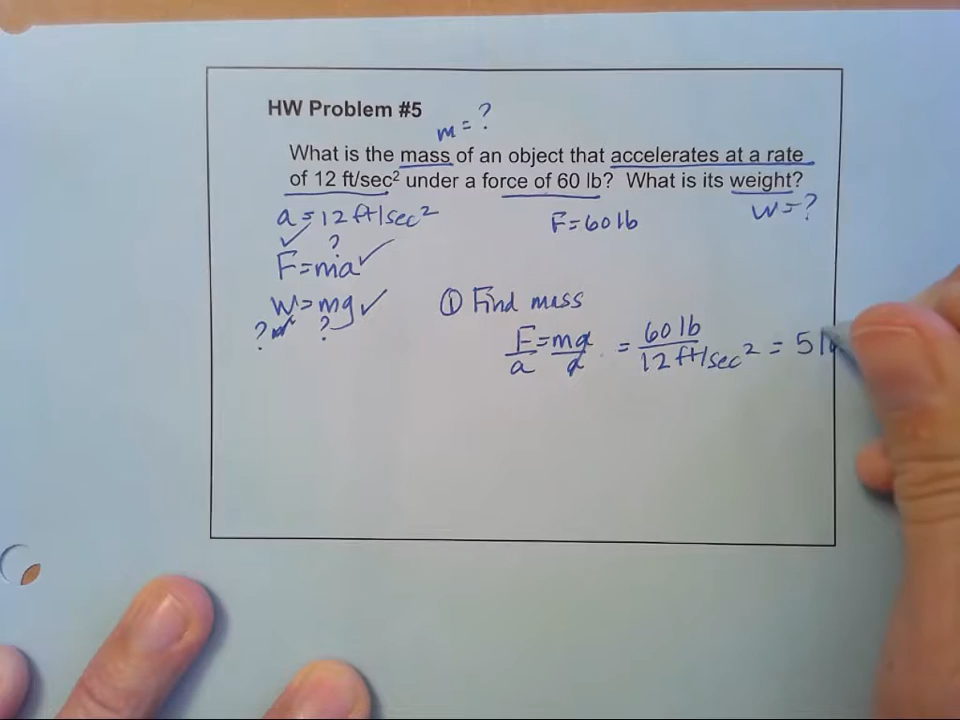 HW Problem #5
m = ?
What is the mass of an object that accelerates at a rate
of 12 ft/sec² under a force of 60 lb? What is its weight?
a = 12 ft/sec² F = 60 lb W = ?
✓ ?
F = ma ✓
W = mg ✓ ① Find mass
? ?
F = ma = 60 lb = 5
a a 12 ft/sec²